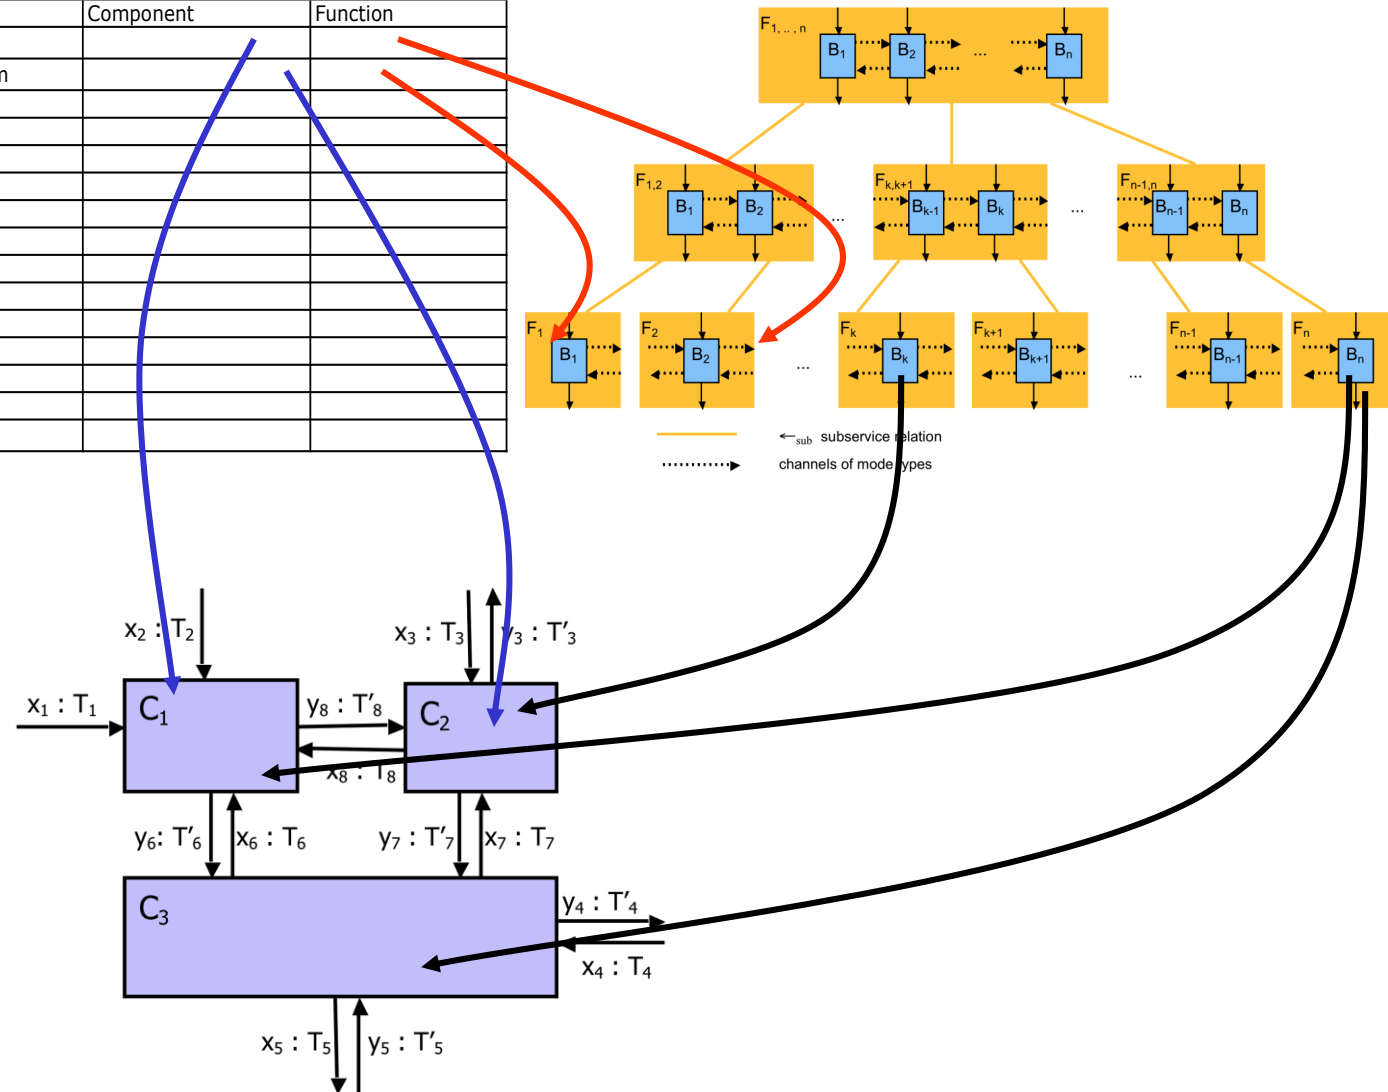 Component Function
n
F1, .. , n
B1 B2 ... Bn
F1,2 B1 B2 ... Fk,k+1 Bk-1 Bk ... Fn-1,n Bn-1 Bn
F1 B1 F2 B2 ... Fk Bk Fk+1 Bk+1 ... Fn-1 Bn-1 Fn Bn
←sub subservice relation
channels of mode types
x2 : T2 x3 : T3 y3 : T′3
x1 : T1 C1 y8 : T′8 C2
x8 : T8
y6: T′6 x6 : T6 y7 : T′7 x7 : T7
C3 y4 : T′4
x4 : T4
x5 : T5 y5 : T′5